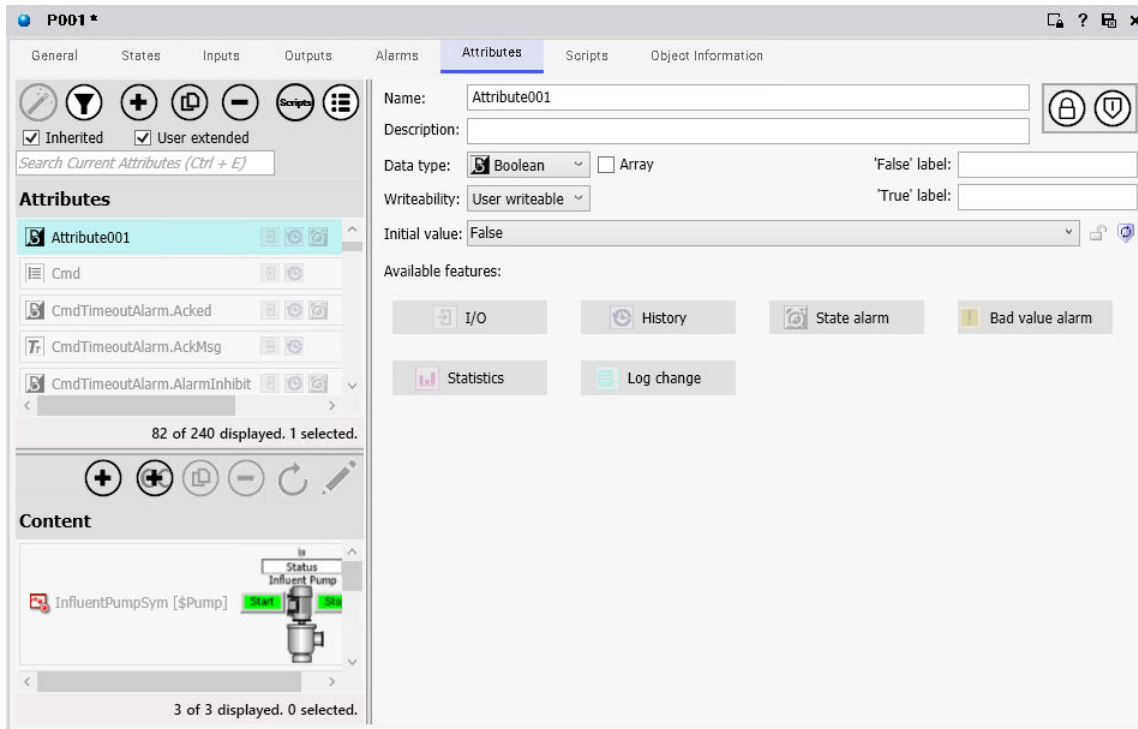 P001 *
?
General States Inputs Outputs Alarms Attributes Scripts Object Information
Scripts
Inherited User extended
Search Current Attributes (Ctrl + E)
Attributes
Attribute001
Cmd
CmdTimeoutAlarm.Acked
CmdTimeoutAlarm.AckMsg
CmdTimeoutAlarm.AlarmInhibit
82 of 240 displayed. 1 selected.
Content
Status
Influent Pump
InfluentPumpSym [$Pump] Start
3 of 3 displayed. 0 selected.
Name: Attribute001
Description:
Data type: Boolean Array 'False' label:
Writeability: User writeable 'True' label:
Initial value: False
Available features:
I/O History State alarm Bad value alarm
Statistics Log change